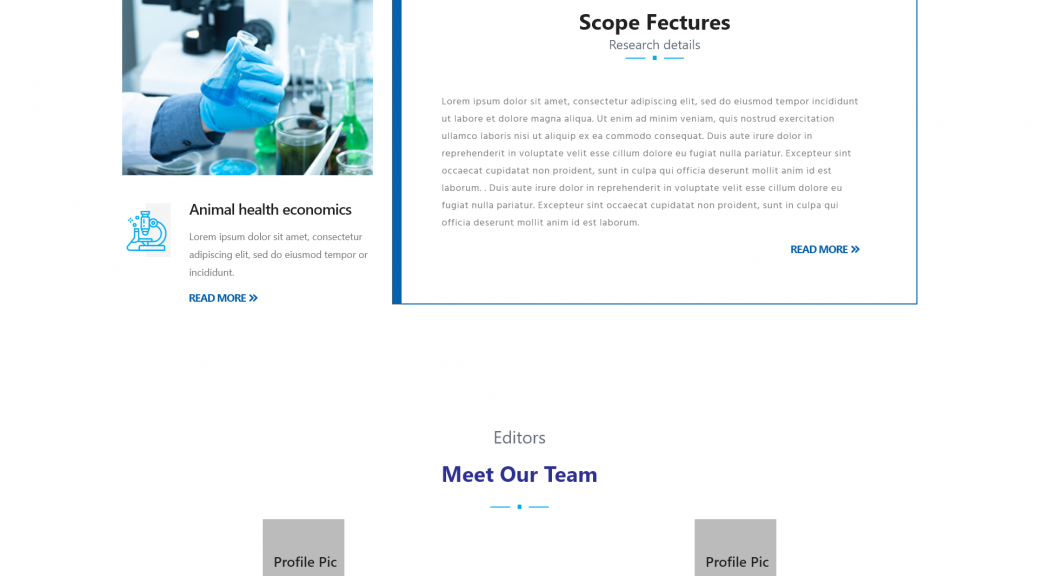 Scope Fectures
Research details
Lorem ipsum dolor sit amet, consectetur adipiscing elit, sed do eiusmod tempor incididunt
ut labore et dolore magna aliqua. Ut enim ad minim veniam, quis nostrud exercitation
ullamco laboris nisi ut aliquip ex ea commodo consequat. Duis aute irure dolor in
reprehenderit in voluptate velit esse cillum dolore eu fugiat nulla pariatur. Excepteur sint
occaecat cupidatat non proident, sunt in culpa qui officia deserunt mollit anim id est
laborum. . Duis aute irure dolor in reprehenderit in voluptate velit esse cillum dolore eu
fugiat nulla pariatur. Excepteur sint occaecat cupidatat non proident, sunt in culpa qui
officia deserunt mollit anim id est laborum.
READ MORE »
Animal health economics
Lorem ipsum dolor sit amet, consectetur
adipiscing elit, sed do eiusmod tempor or
incididunt.
READ MORE »
Editors
Meet Our Team
Profile Pic
Profile Pic